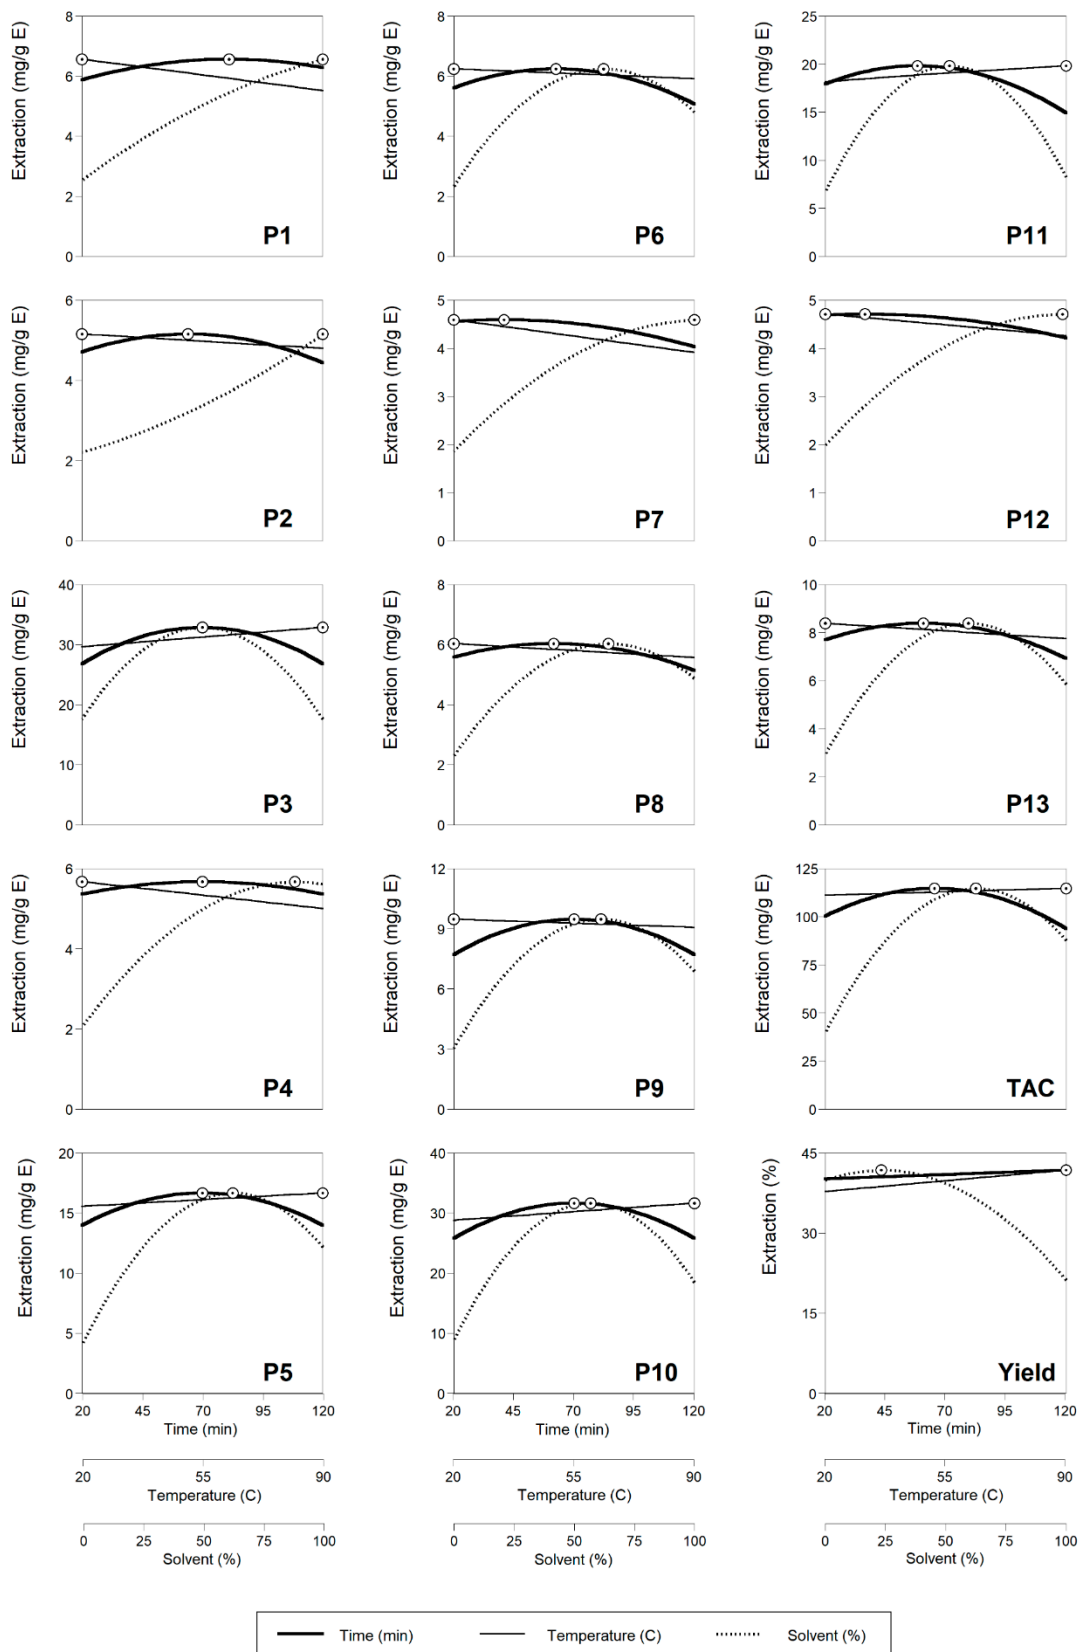 Extraction (mg/g E)
8
6
4
2
0
P1
Extraction (mg/g E)
8
6
4
2
0
P6
Extraction (mg/g E)
25
20
15
10
5
0
P11
Extraction (mg/g E)
6
4
2
0
P2
Extraction (mg/g E)
5
4
3
2
1
0
P7
Extraction (mg/g E)
5
4
3
2
1
0
P12
Extraction (mg/g E)
40
30
20
10
0
P3
Extraction (mg/g E)
8
6
4
2
0
P8
Extraction (mg/g E)
10
8
6
4
2
0
P13
Extraction (mg/g E)
6
4
2
0
P4
Extraction (mg/g E)
12
9
6
3
0
P9
Extraction (mg/g E)
125
100
75
50
25
0
TAC
Extraction (mg/g E)
20
15
10
5
0
P5
Extraction (mg/g E)
40
30
20
10
0
P10
Extraction (%)
45
30
15
0
Yield
20 45 70 95 120
Time (min)
20 55 90
Temperature (C)
0 25 50 75 100
Solvent (%)
20 45 70 95 120
Time (min)
20 55 90
Temperature (C)
0 25 50 75 100
Solvent (%)
20 45 70 95 120
Time (min)
20 55 90
Temperature (C)
0 25 50 75 100
Solvent (%)
Time (min) Temperature (C) Solvent (%)